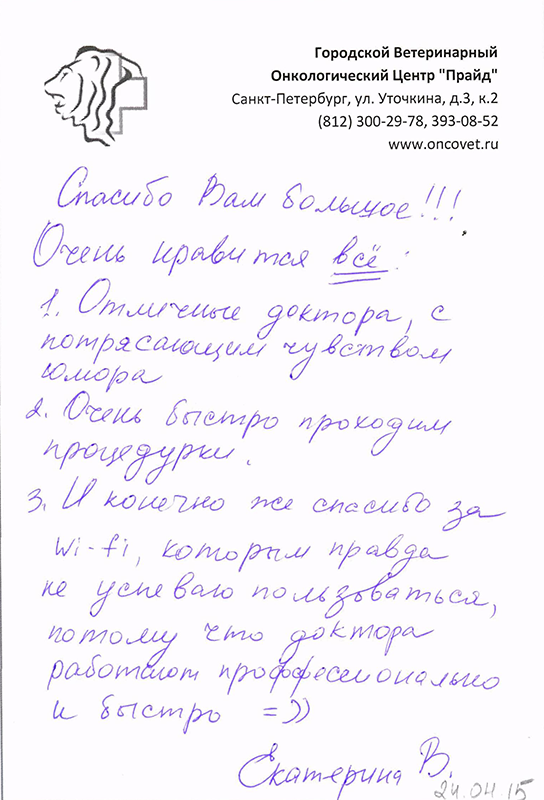 Городской Ветеринарный
Онкологический Центр "Прайд"
Санкт-Петербург, ул. Уточкина, д.3, к.2
(812) 300-29-78, 393-08-52
www.oncovet.ru
Спасибо Вам большое!!!
Очень нравится всё:
1. Отличные доктора, с
потрясающим чувством
юмора
2. Очень быстро проходим
процедурки.
3. И конечно же спасибо за
Wi-fi, которым правда
не успеваю пользоваться,
потому что доктора
работают проффессионально
и быстро =))
Екатерина В.
24.04.15